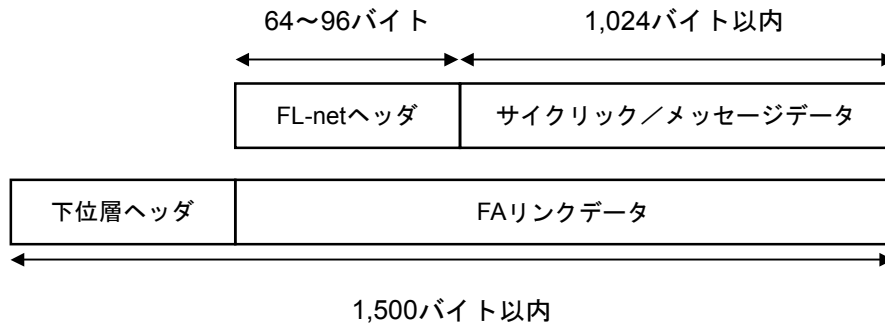 64～96バイト
1,024バイト以内
FL-netヘッダ
サイクリック／メッセージデータ
下位層ヘッダ
FAリンクデータ
1,500バイト以内